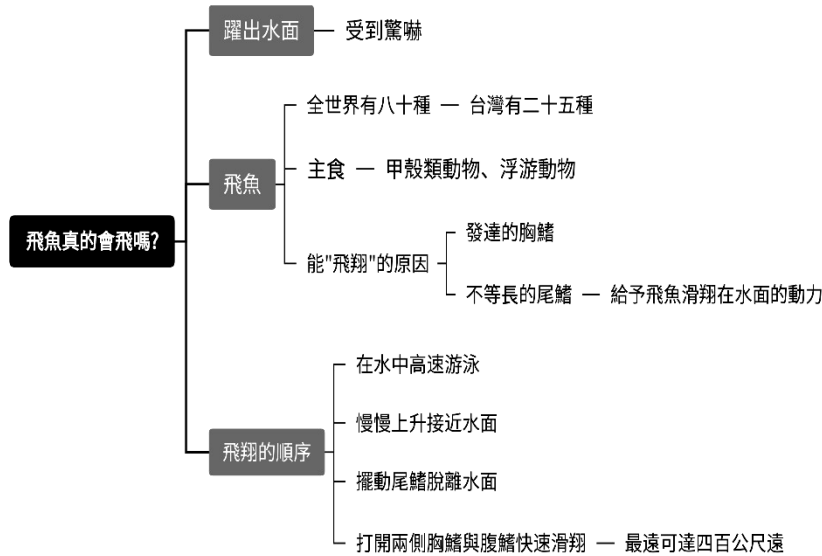 飛魚真的會飛嗎?
躍出水面 — 受到驚嚇
飛魚
全世界有八十種 — 台灣有二十五種
主食 — 甲殼類動物、浮游動物
能"飛翔"的原因
發達的胸鰭
不等長的尾鰭 — 給予飛魚滑翔在水面的動力
飛翔的順序
在水中高速游泳
慢慢上升接近水面
擺動尾鰭脫離水面
打開兩側胸鰭與腹鰭快速滑翔 — 最遠可達四百公尺遠